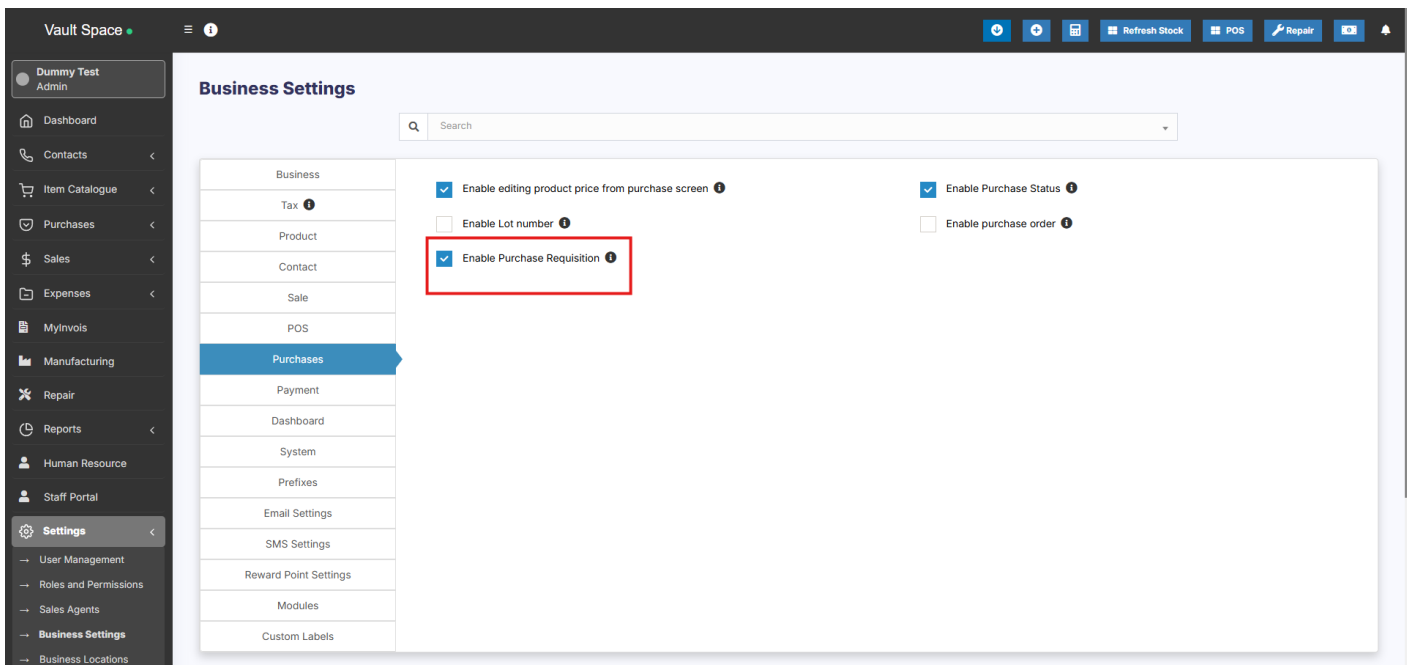 Vault Space
Refresh Stock
POS
Repair
Dummy Test
Admin
Dashboard
Contacts
Item Catalogue
Purchases
Sales
Expenses
MyInvois
Manufacturing
Repair
Reports
Human Resource
Staff Portal
Settings
→ User Management
→ Roles and Permissions
→ Sales Agents
→ Business Settings
→ Business Locations
Business Settings
Search
Business
Tax
Product
Contact
Sale
POS
Purchases
Payment
Dashboard
System
Prefixes
Email Settings
SMS Settings
Reward Point Settings
Modules
Custom Labels
Enable editing product price from purchase screen
Enable Purchase Status
Enable Lot number
Enable purchase order
Enable Purchase Requisition